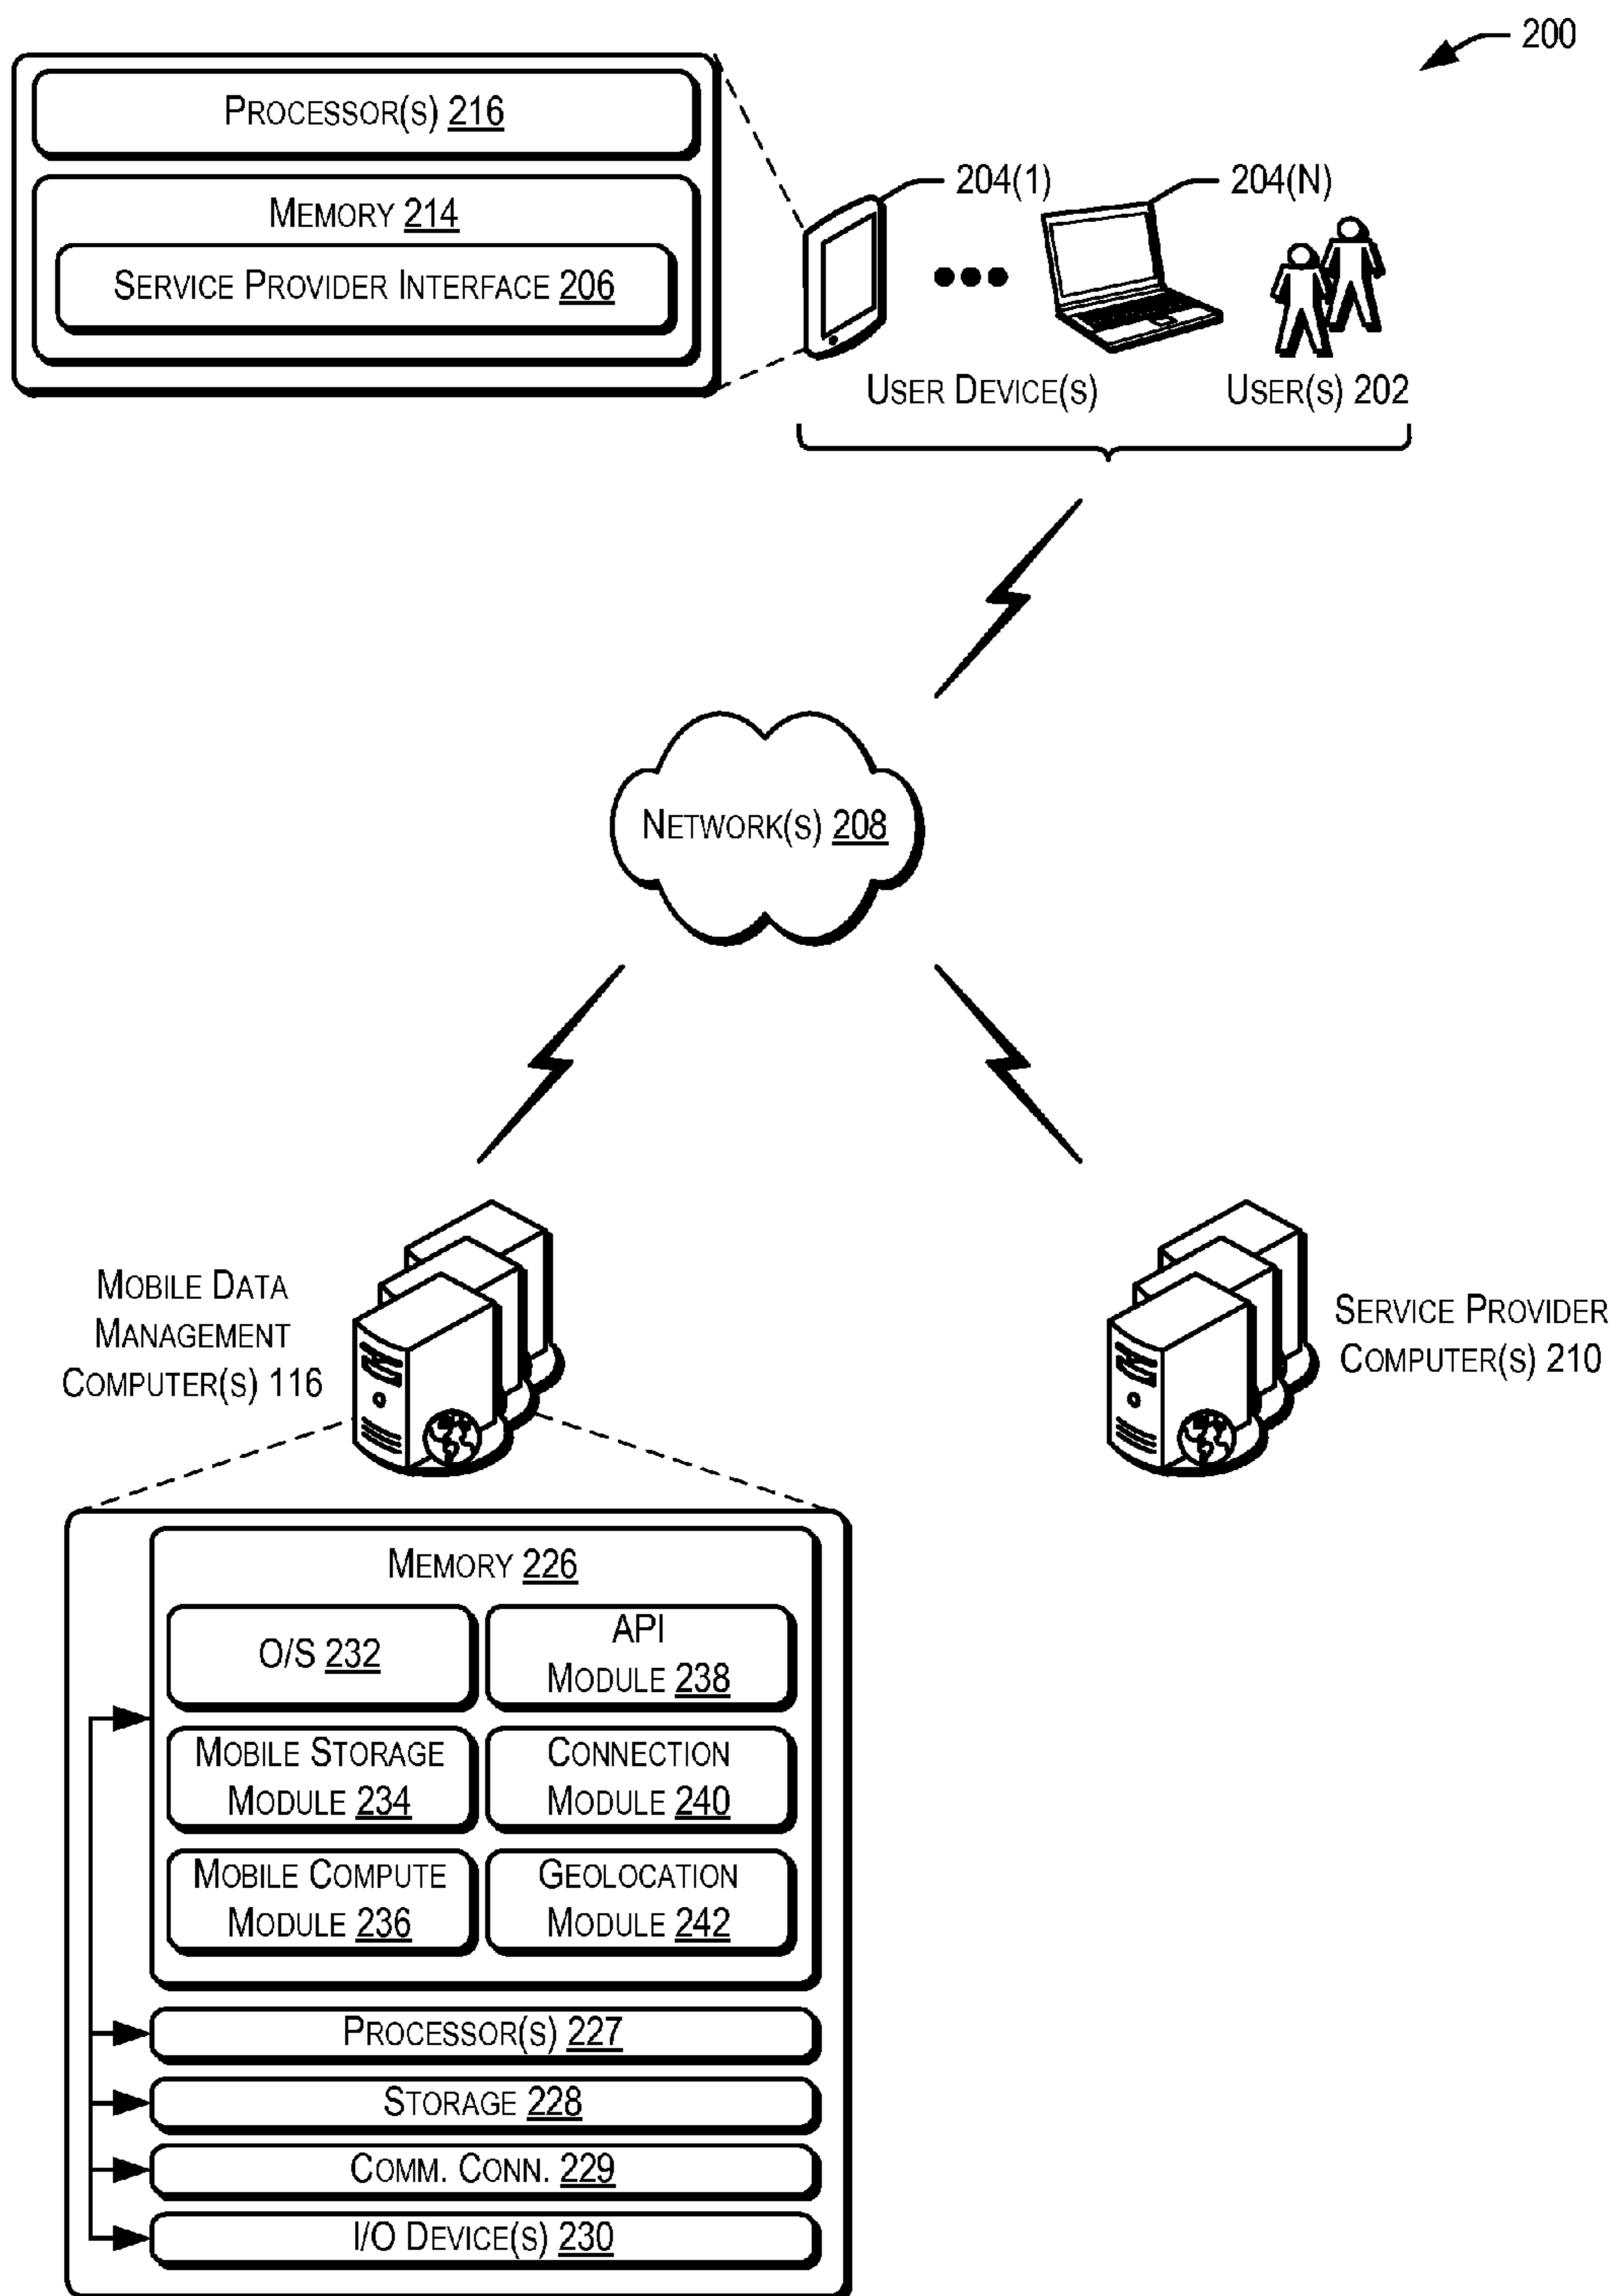 200
PROCESSOR(S) 216
MEMORY 214
SERVICE PROVIDER INTERFACE 206
204(1)
204(N)
USER DEVICE(S)
USER(S) 202
NETWORK(S) 208
MOBILE DATA
MANAGEMENT
COMPUTER(S) 116
SERVICE PROVIDER
COMPUTER(S) 210
MEMORY 226
O/S 232
API
MODULE 238
MOBILE STORAGE
MODULE 234
CONNECTION
MODULE 240
MOBILE COMPUTE
MODULE 236
GEOLOCATION
MODULE 242
PROCESSOR(S) 227
STORAGE 228
COMM. CONN. 229
I/O DEVICE(S) 230